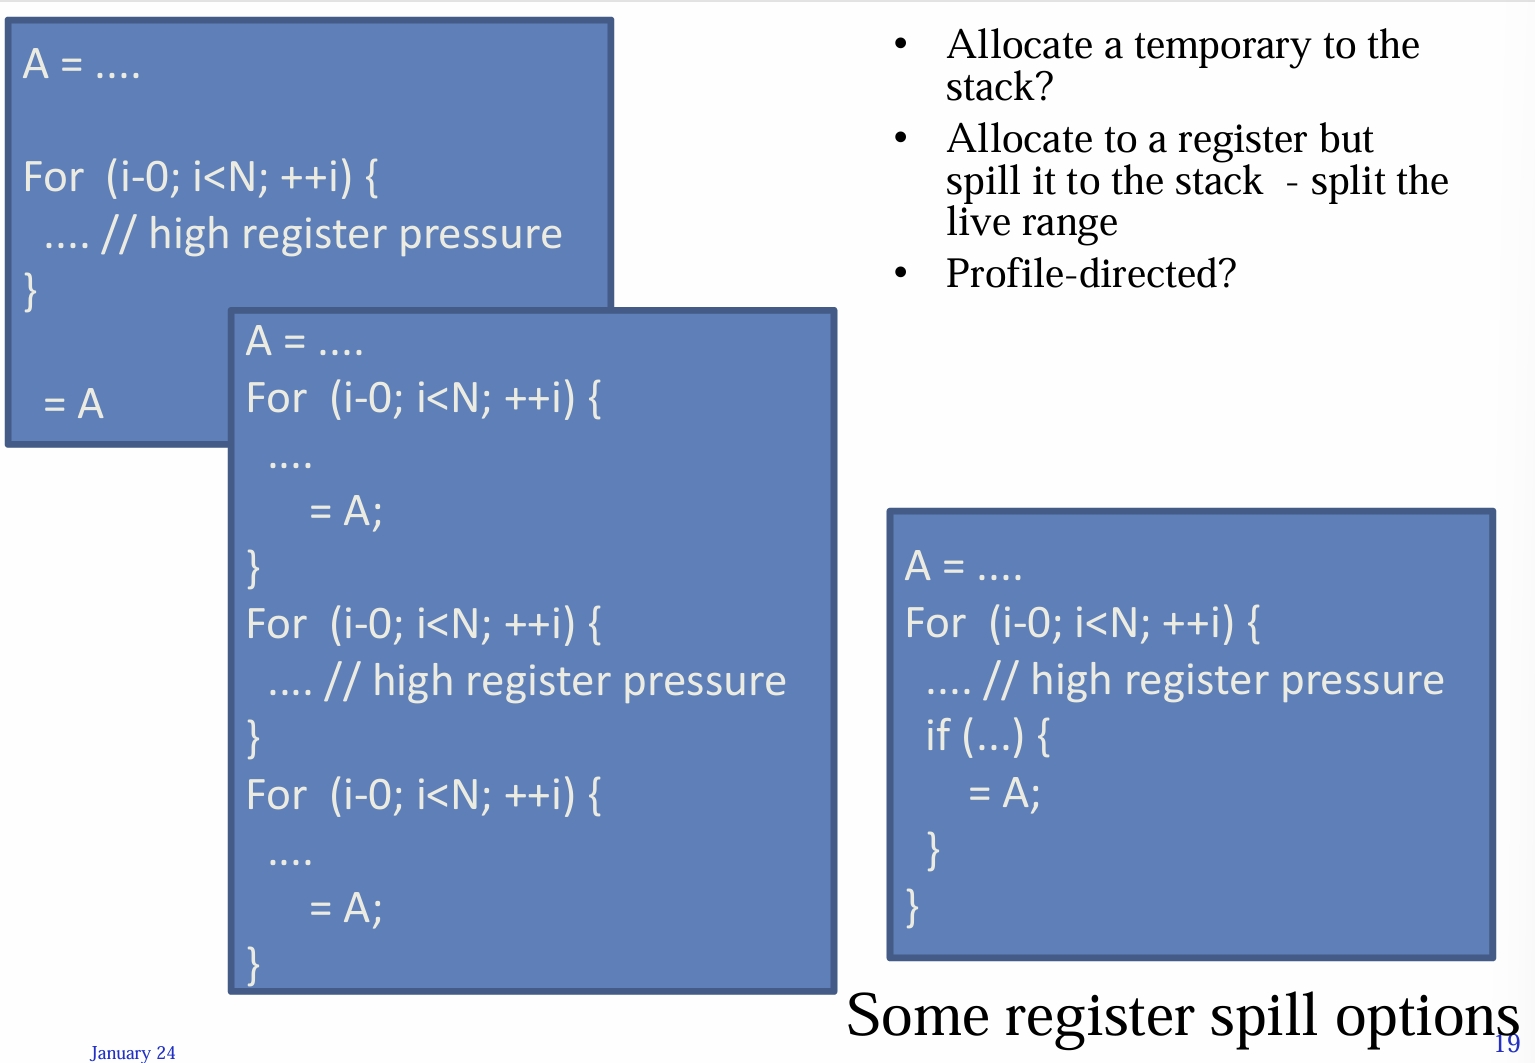 A = ....
For (i-0; i<N; ++i) {
.... // high register pressure
}
= A
A = ....
For (i-0; i<N; ++i) {
....
= A;
}
For (i-0; i<N; ++i) {
.... // high register pressure
}
For (i-0; i<N; ++i) {
....
= A;
}
• Allocate a temporary to the
stack?
• Allocate to a register but
spill it to the stack - split the
live range
• Profile-directed?
A = ....
For (i-0; i<N; ++i) {
.... // high register pressure
if (...) {
= A;
}
}
Some register spill options
January 24
19